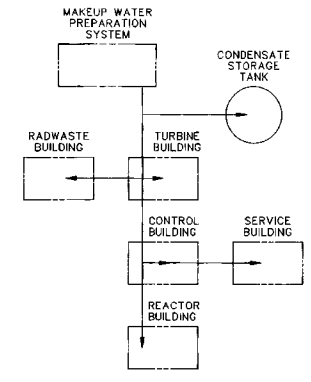 MAKEUP WATER
PREPARATION
SYSTEM
CONDENSATE
STORAGE
TANK
RADWASTE
BUILDING
TURBINE
BUILDING
CONTROL
BUILDING
SERVICE
BUILDING
REACTOR
BUILDING